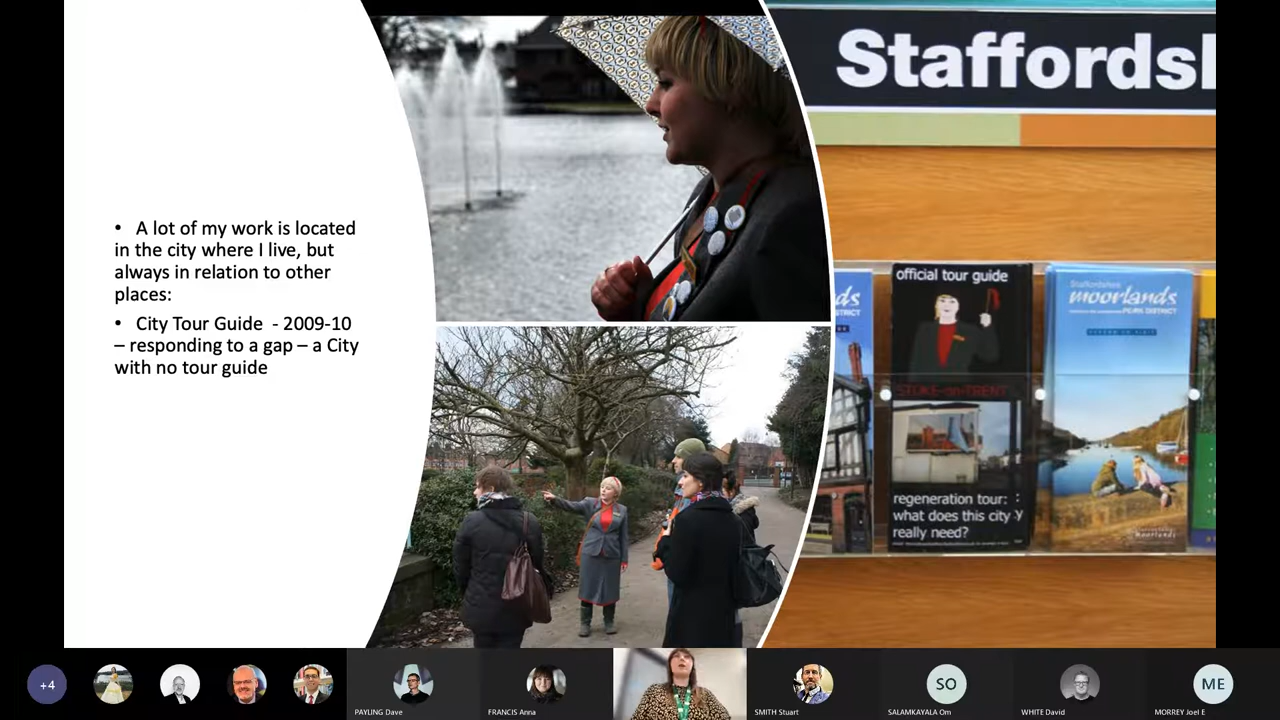 • A lot of my work is located
in the city where I live, but
always in relation to other
places:
• City Tour Guide - 2009-10
– responding to a gap – a City
with no tour guide
Staffords
official tour guide
STOKE-on-TRENT
regeneration tour:
what does this city
really need?
ds
Staffordshire
moorlands
PEAK DISTRICT
+4
PAYLING Dave
FRANCIS Anna
SMITH Stuart
SO
SALAMKAYALA Om
WHITE David
ME
MORREY Joel E